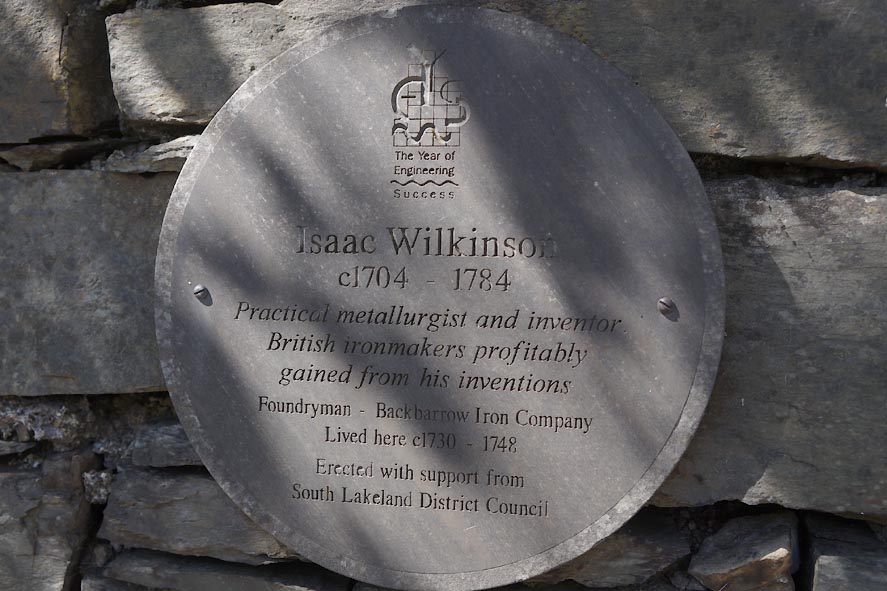 The Year of
Engineering
Success
Isaac Wilkinson
c1704 - 1784
Practical metallurgist and inventor.
British ironmakers profitably
gained from his inventions
Foundryman - Backbarrow Iron Company
Lived here c1730 - 1748
Erected with support from
South Lakeland District Council